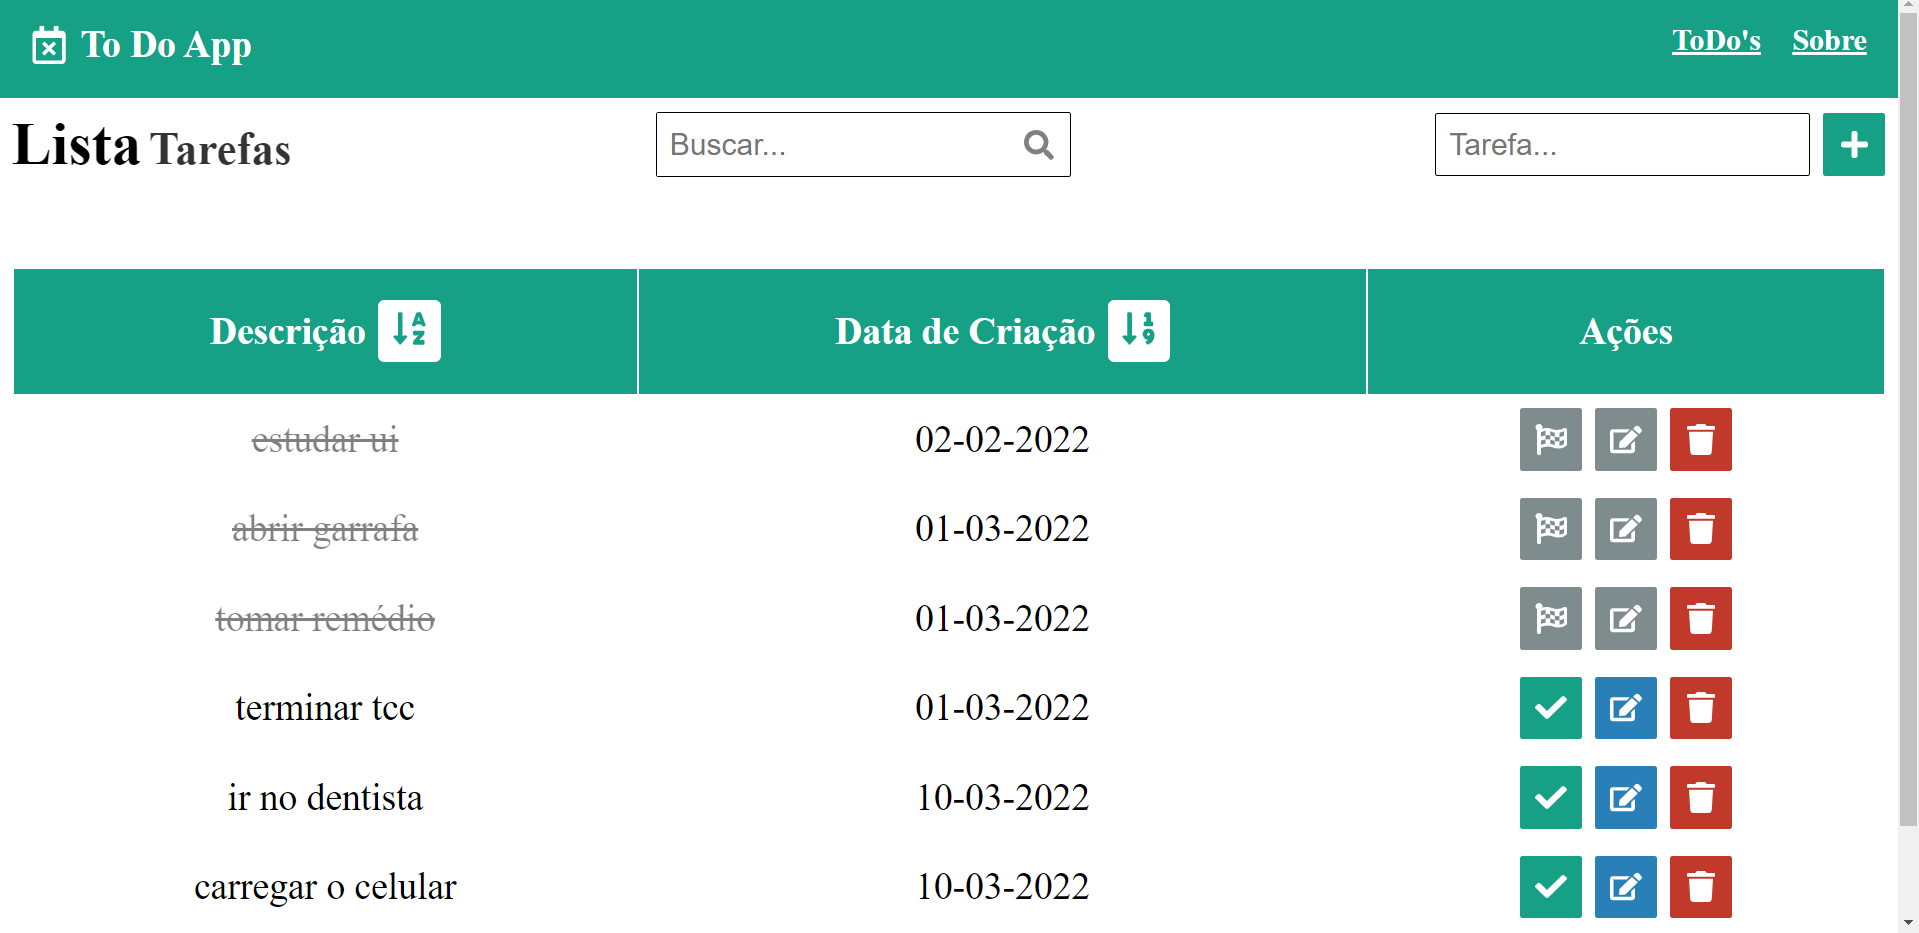 To Do App ToDo's Sobre
Lista Tarefas Buscar... Tarefa...
Descrição Data de Criação Ações
estudar ui 02-02-2022
abrir garrafa 01-03-2022
tomar remédio 01-03-2022
terminar tcc 01-03-2022
ir no dentista 10-03-2022
carregar o celular 10-03-2022